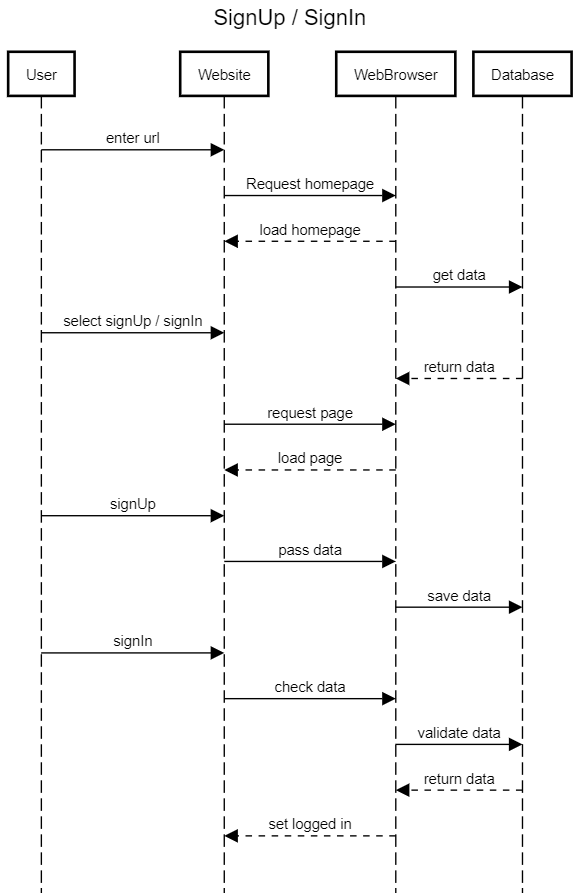 SignUp / SignIn
User
Website
WebBrowser
Database
enter url
Request homepage
load homepage
get data
select signUp / signIn
return data
request page
load page
signUp
pass data
save data
signIn
check data
validate data
return data
set logged in